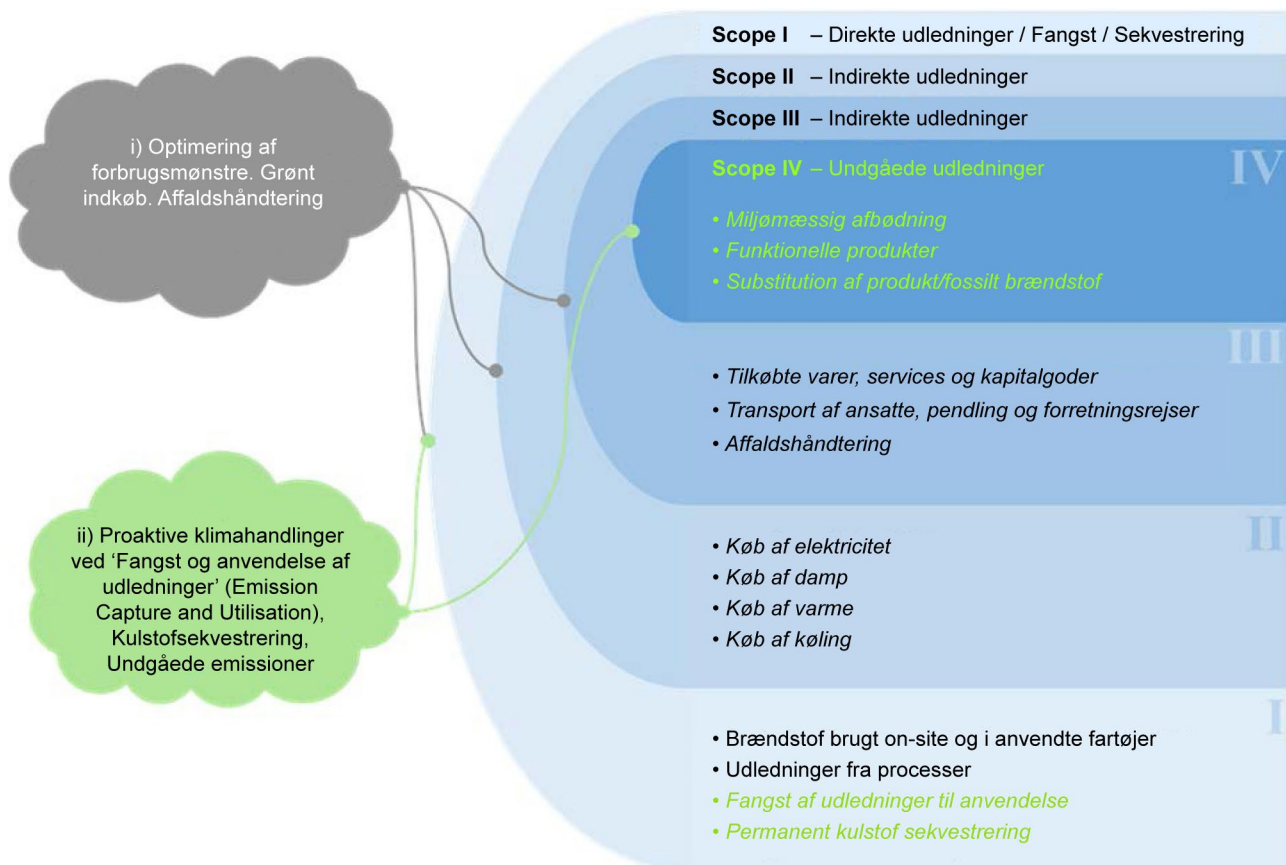 Scope I – Direkte udledninger / Fangst / Sekvestrering
Scope II – Indirekte udledninger
Scope III – Indirekte udledninger
Scope IV – Undgåede udledninger
IV
• Miljømæssig afbødning
• Funktionelle produkter
• Substitution af produkt/fossilt brændstof
III
• Tilkøbte varer, services og kapitalgoder
• Transport af ansatte, pendling og forretningsrejser
• Affaldshåndtering
II
• Køb af elektricitet
• Køb af damp
• Køb af varme
• Køb af køling
I
• Brændstof brugt on-site og i anvendte fartøjer
• Udledninger fra processer
• Fangst af udledninger til anvendelse
• Permanent kulstof sekvestrering
i) Optimering af
forbrugsmønstre. Grønt
indkøb. Affaldshåndtering
ii) Proaktive klimahandlinger
ved ‘Fangst og anvendelse af
udledninger’ (Emission
Capture and Utilisation),
Kulstofsekvestrering,
Undgåede emissioner